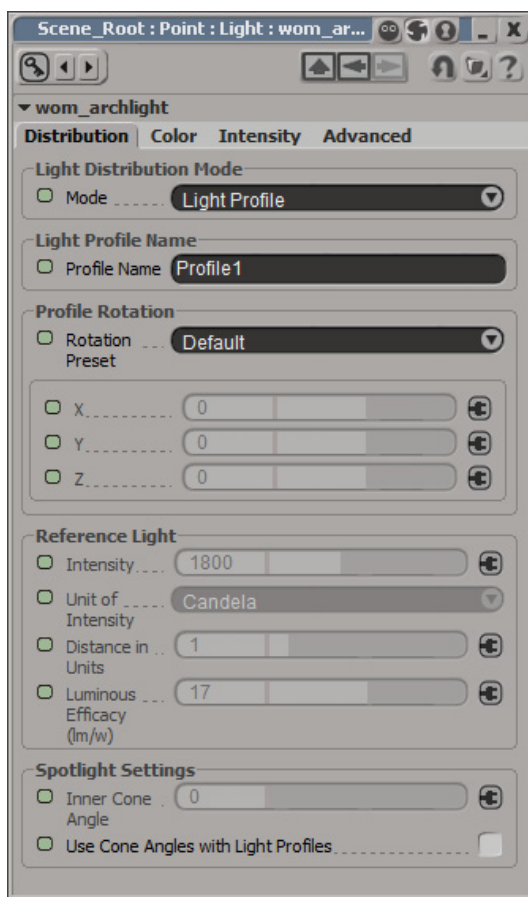 Scene_Root : Point : Light : wom_ar...
wom_archlight
Distribution Color Intensity Advanced
Light Distribution Mode
Mode Light Profile
Light Profile Name
Profile Name Profile1
Profile Rotation
Rotation Preset Default
X 0
Y 0
Z 0
Reference Light
Intensity 1800
Unit of Intensity Candela
Distance in Units 1
Luminous Efficacy (lm/w) 17
Spotlight Settings
Inner Cone Angle 0
Use Cone Angles with Light Profiles